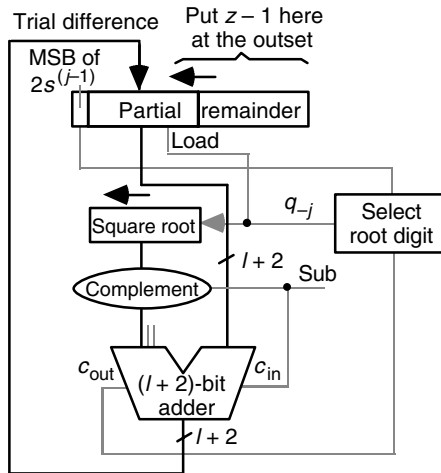 Trial difference
Put z – 1 here
at the outset
MSB of
2s^(j–1)
Partial remainder
Load
q_–j
Select
root digit
Square root
l + 2
Sub
Complement
c_out
c_in
(l + 2)-bit
adder
l + 2